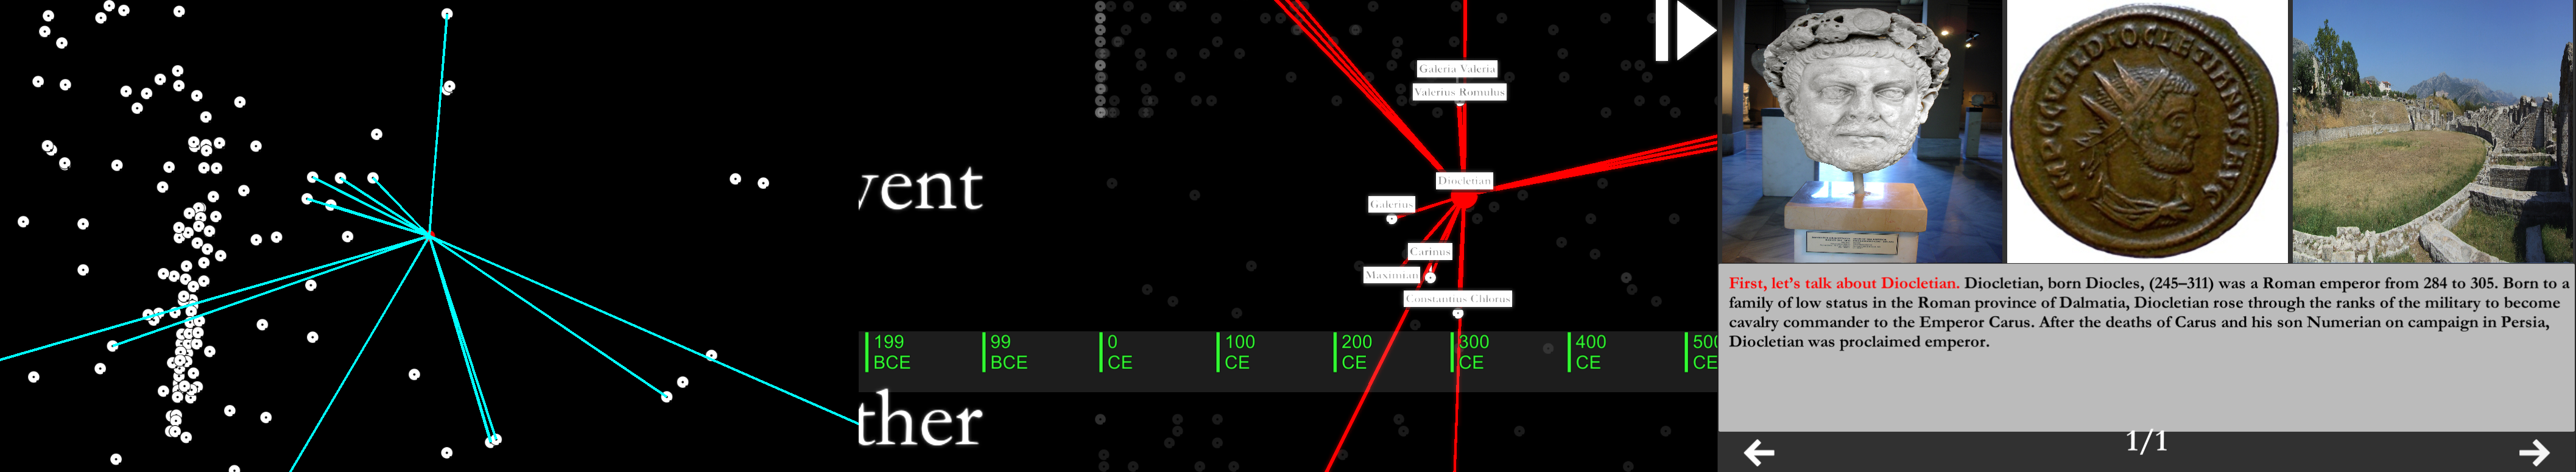 vent
ther
Galeria Valeria
Valerius Romulus
Diocletian
Galerius
Carinus
Maximian
Constantius Chlorus
199 BCE
99 BCE
0 CE
100 CE
200 CE
300 CE
400 CE
500 CE
IMP C C VAL DIOCLETIANVS AVG
First, let's talk about Diocletian. Diocletian, born Diocles, (245–311) was a Roman emperor from 284 to 305. Born to a
family of low status in the Roman province of Dalmatia, Diocletian rose through the ranks of the military to become
cavalry commander to the Emperor Carus. After the deaths of Carus and his son Numerian on campaign in Persia,
Diocletian was proclaimed emperor.
1/1